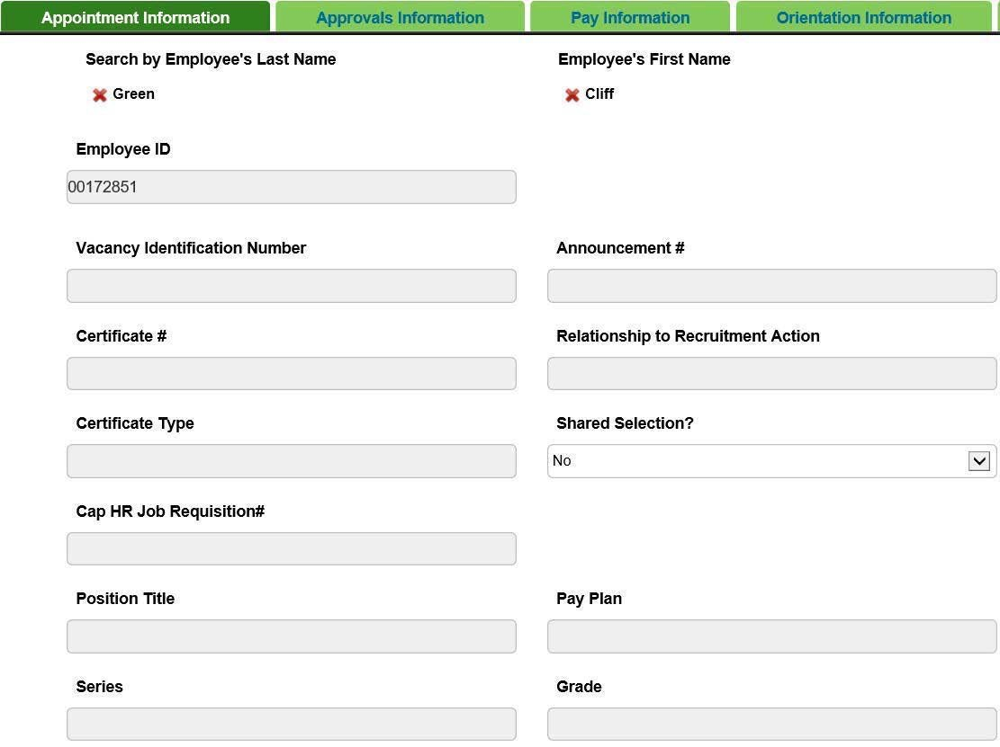 Appointment Information Approvals Information Pay Information Orientation Information
Search by Employee's Last Name Employee's First Name
Green Cliff
Employee ID
00172851
Vacancy Identification Number Announcement #
Certificate # Relationship to Recruitment Action
Certificate Type Shared Selection?
No
Cap HR Job Requisition#
Position Title Pay Plan
Series Grade